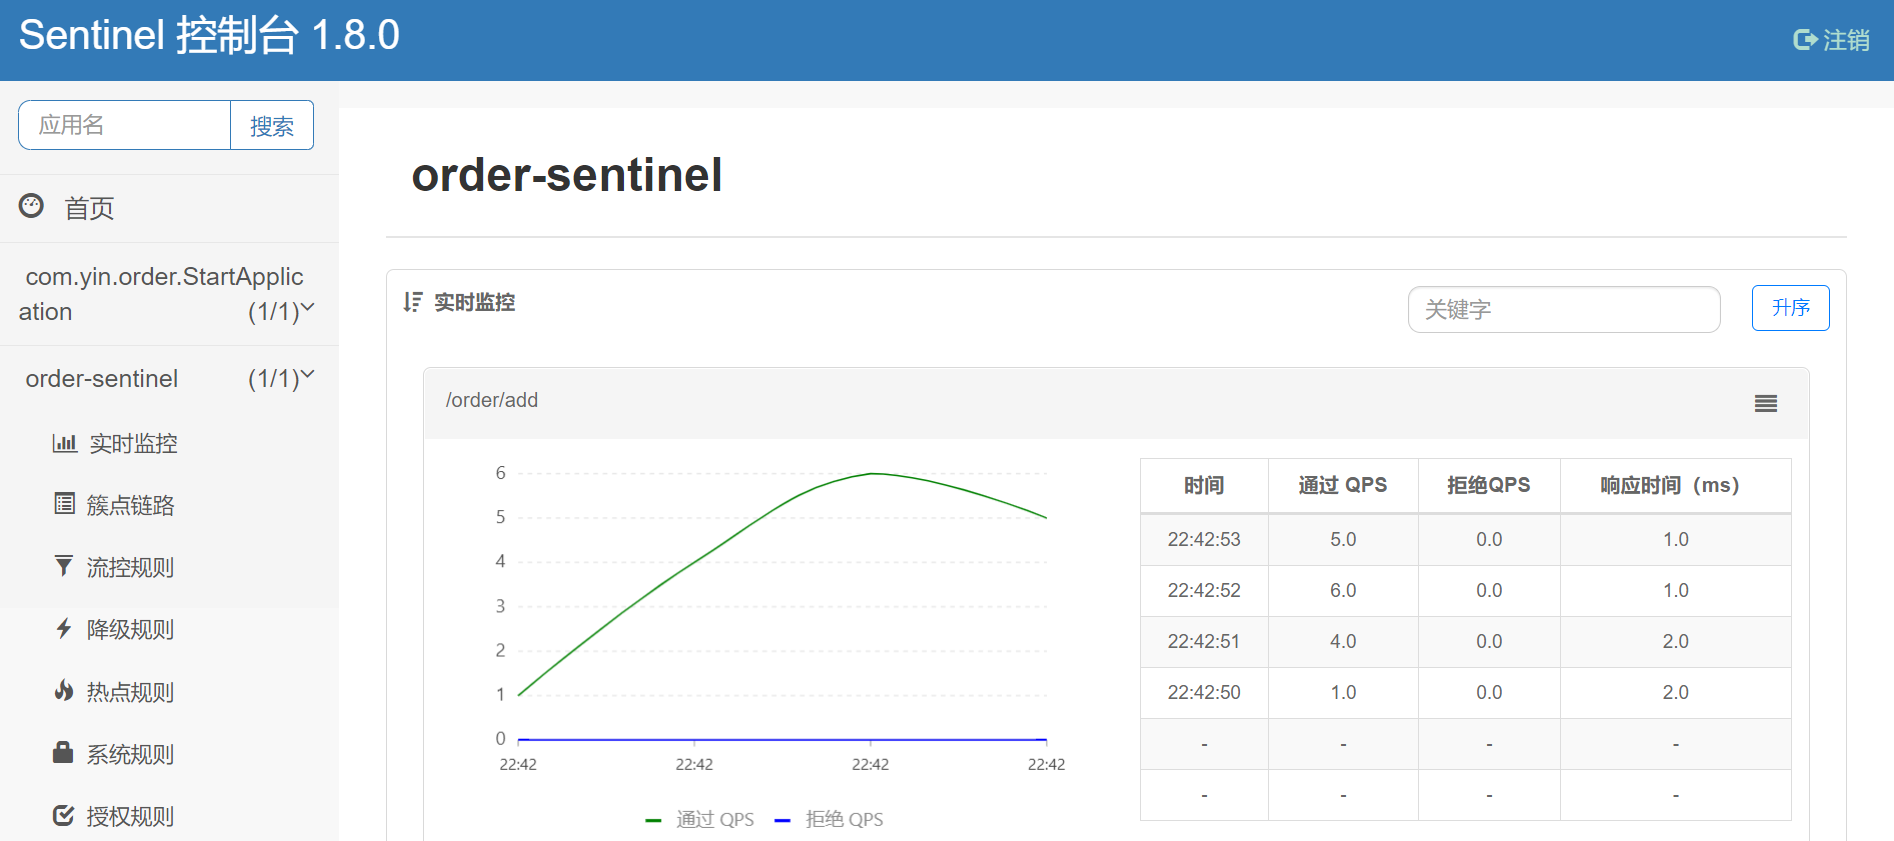 Sentinel 控制台 1.8.0
注销
应用名
搜索
首页
com.yin.order.StartApplic
ation (1/1)
order-sentinel (1/1)
实时监控
簇点链路
流控规则
降级规则
热点规则
系统规则
授权规则
order-sentinel
实时监控
关键字
升序
/order/add
6
5
4
3
2
1
0
22:42 22:42 22:42 22:42
通过 QPS 拒绝 QPS
时间 通过 QPS 拒绝QPS 响应时间（ms）
22:42:53 5.0 0.0 1.0
22:42:52 6.0 0.0 1.0
22:42:51 4.0 0.0 2.0
22:42:50 1.0 0.0 2.0
- - - -
- - - -